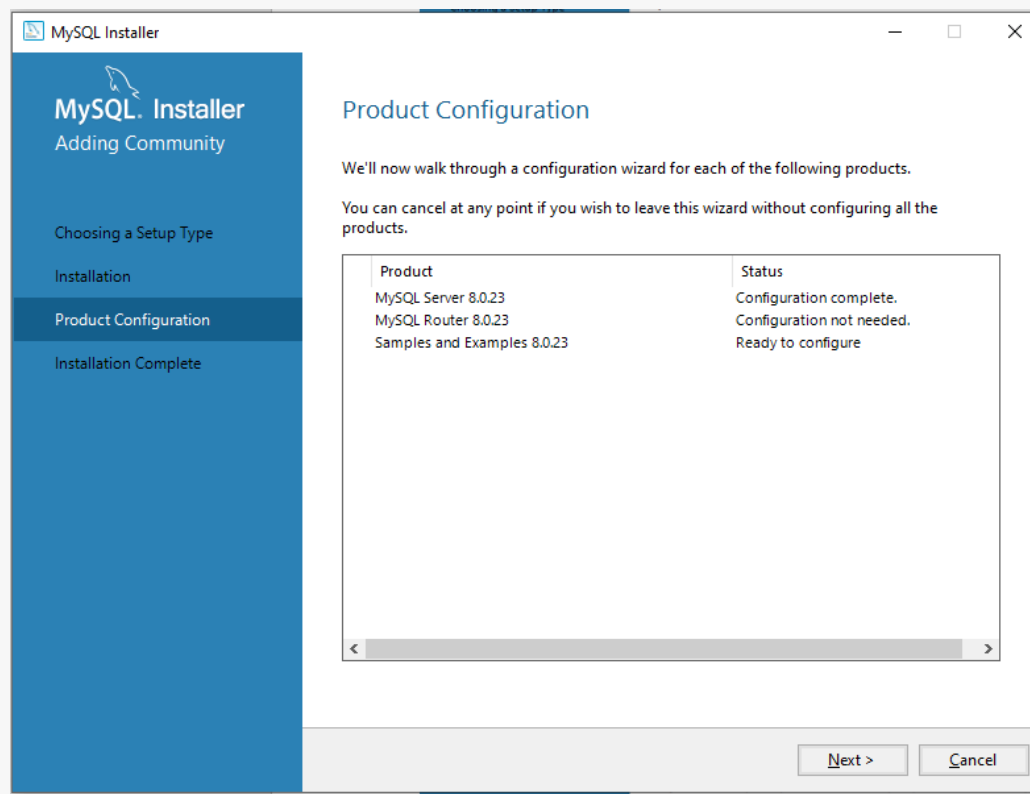 MySQL Installer
MySQL. Installer
Adding Community
Choosing a Setup Type
Installation
Product Configuration
Installation Complete
Product Configuration
We'll now walk through a configuration wizard for each of the following products.
You can cancel at any point if you wish to leave this wizard without configuring all the
products.
Product Status
MySQL Server 8.0.23 Configuration complete.
MySQL Router 8.0.23 Configuration not needed.
Samples and Examples 8.0.23 Ready to configure
Next >
Cancel